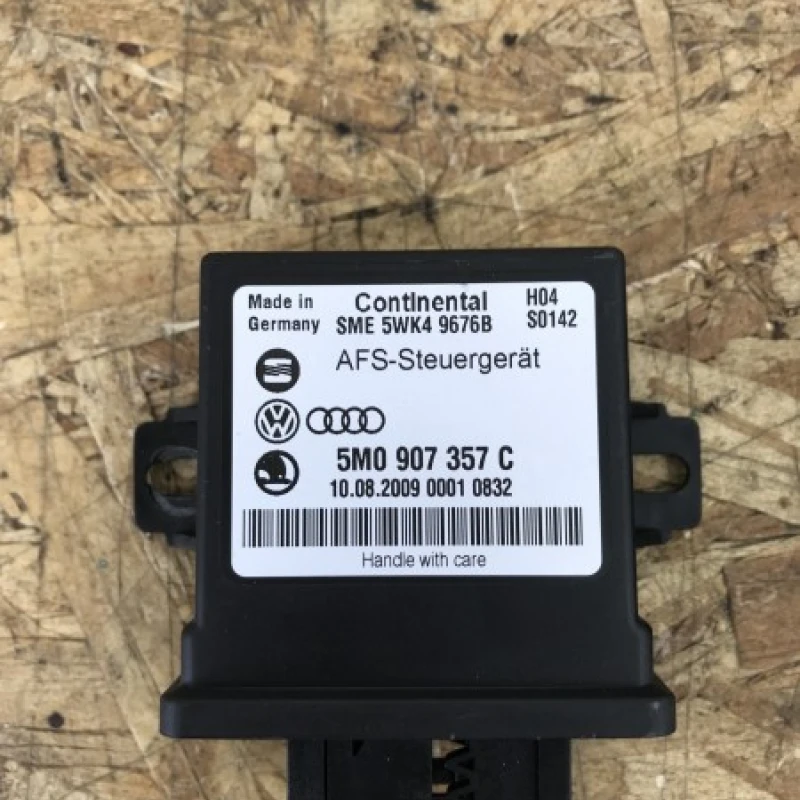 Made in Continental H04
Germany SME 5WK4 9676B S0142
AFS-Steuergerät
5M0 907 357 C
10.08.2009 0001 0832
Handle with care